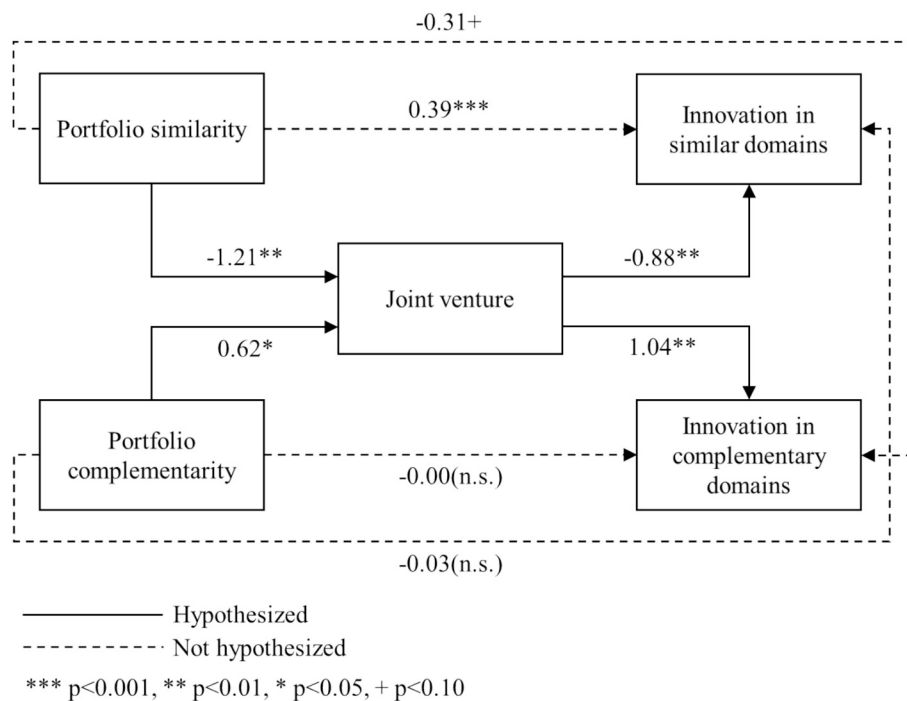 -0.31+
Portfolio similarity
0.39***
Innovation in
similar domains
-1.21**
Joint venture
-0.88**
0.62*
1.04**
Portfolio
complementarity
-0.00(n.s.)
Innovation in
complementary
domains
-0.03(n.s.)
Hypothesized
Not hypothesized
*** p<0.001, ** p<0.01, * p<0.05, + p<0.10